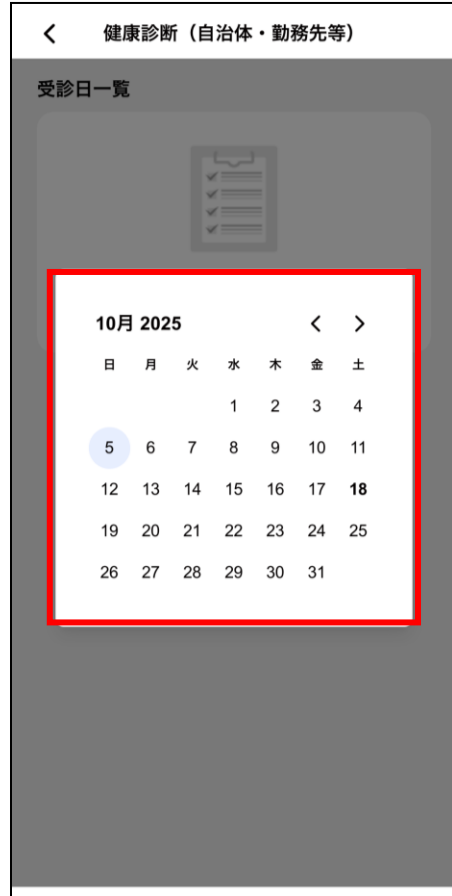 健康診断（自治体・勤務先等）
受診日一覧
10月 2025
日 月 火 水 木 金 土
1 2 3 4
5 6 7 8 9 10 11
12 13 14 15 16 17 18
19 20 21 22 23 24 25
26 27 28 29 30 31